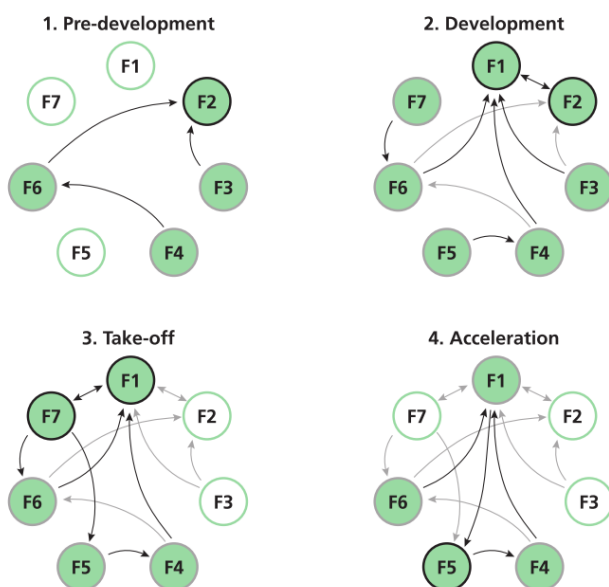 1. Pre-development
F1
F7
F2
F6
F3
F5
F4
2. Development
F1
F7
F2
F6
F3
F5
F4
3. Take-off
F1
F7
F2
F6
F3
F5
F4
4. Acceleration
F1
F7
F2
F6
F3
F5
F4